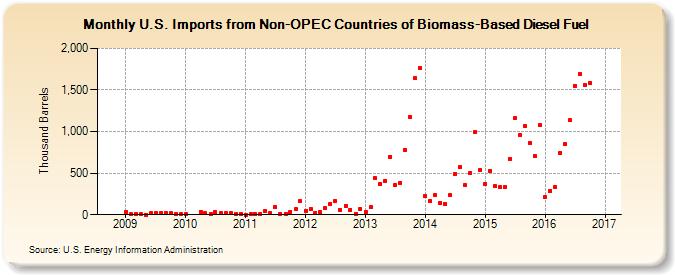 Monthly U.S. Imports from Non-OPEC Countries of Biomass-Based Diesel Fuel
Thousand Barrels
2,000
1,500
1,000
500
0
2009 2010 2011 2012 2013 2014 2015 2016 2017
Source: U.S. Energy Information Administration